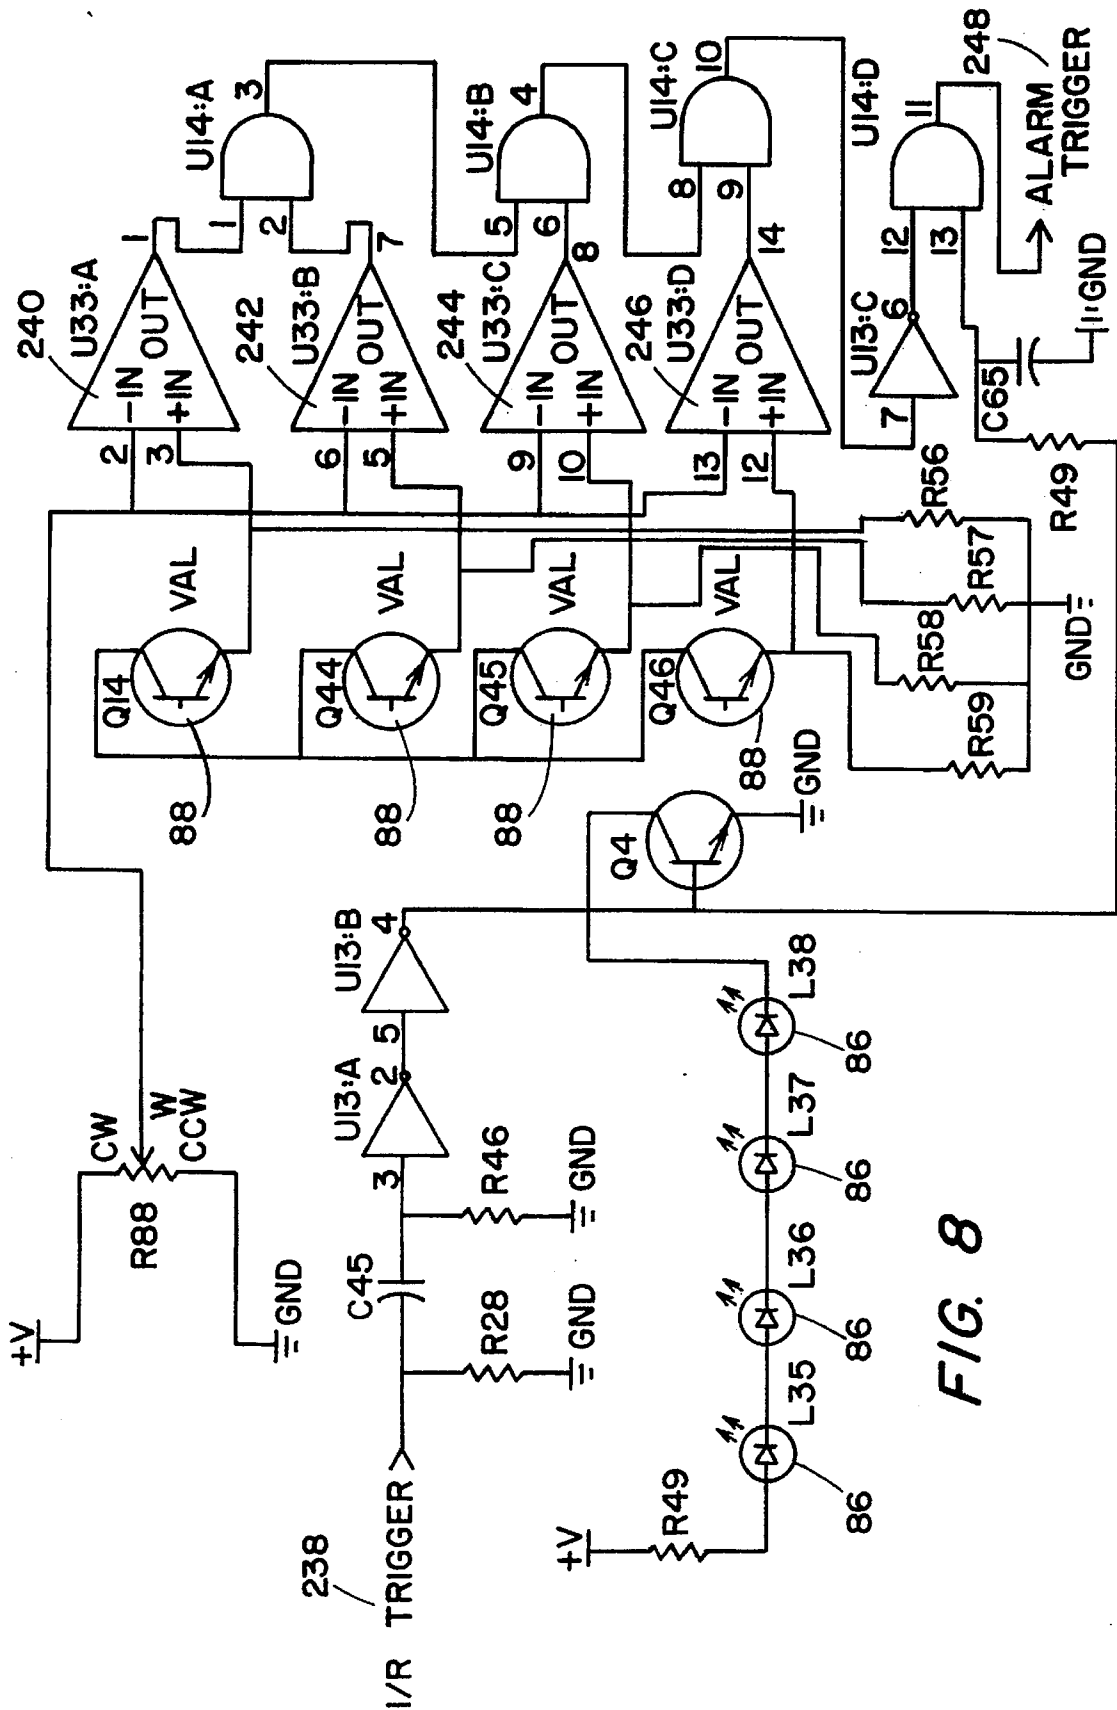 +V
CW
R88
W
CCW
GND
238
I/R TRIGGER
C45
R28
GND
R46
GND
3
U13:A
2
5
U13:B
4
+V
R49
L35
L36
L37
L38
86
86
86
86
Q4
GND
Q14
VAL
88
Q44
VAL
88
Q45
88
Q46
VAL
88
R59
R58
R57
R56
GND
240
U33:A
2
3
-IN
+IN
OUT
1
242
U33:B
6
5
-IN
+IN
OUT
7
244
U33:C
9
10
-IN
+IN
OUT
8
246
U33:D
13
12
-IN
+IN
OUT
14
U14:A
1
2
3
U14:B
5
6
4
U14:C
8
9
10
U13:C
7
6
U14:D
12
13
11
C65
GND
R49
248
ALARM
TRIGGER
FIG. 8